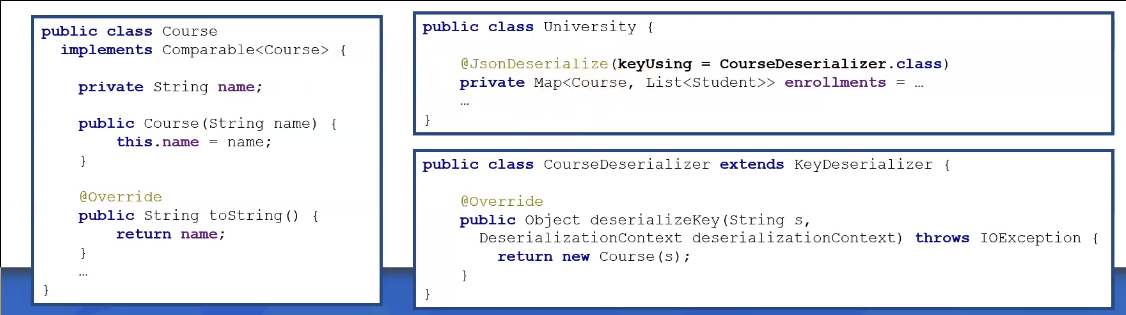 public class Course
implements Comparable<Course> {
private String name;
public Course(String name) {
this.name = name;
}
@Override
public String toString() {
return name;
}
…
}
public class University {
@JsonDeserialize(keyUsing = CourseDeserializer.class)
private Map<Course, List<Student>> enrollments = …
…
}
public class CourseDeserializer extends KeyDeserializer {
@Override
public Object deserializeKey(String s,
DeserializationContext deserializationContext) throws IOException {
return new Course(s);
}
}